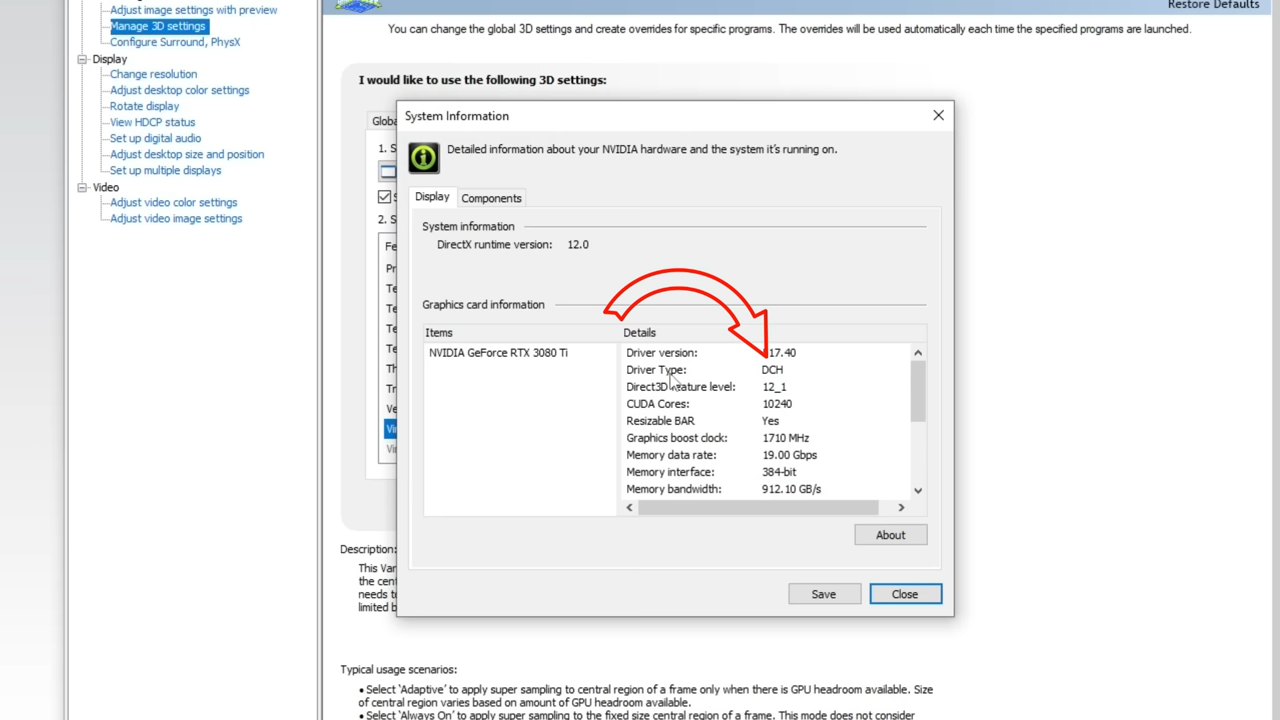 Adjust image settings with preview
Manage 3D settings
Configure Surround, PhysX
Display
Change resolution
Adjust desktop color settings
Rotate display
View HDCP status
Set up digital audio
Adjust desktop size and position
Set up multiple displays
Video
Adjust video color settings
Adjust video image settings
Restore Defaults
You can change the global 3D settings and create overrides for specific programs. The overrides will be used automatically each time the specified programs are launched.
I would like to use the following 3D settings:
System Information
Detailed information about your NVIDIA hardware and the system it's running on.
Display Components
System information
DirectX runtime version: 12.0
Graphics card information
Items Details
NVIDIA GeForce RTX 3080 Ti
Driver version: 17.40
Driver Type: DCH
Direct3D feature level: 12_1
CUDA Cores: 10240
Resizable BAR Yes
Graphics boost clock: 1710 MHz
Memory data rate: 19.00 Gbps
Memory interface: 384-bit
Memory bandwidth: 912.10 GB/s
About
Save Close
Description:
This Var
the cen
needs t
limited b
Typical usage scenarios:
• Select 'Adaptive' to apply super sampling to central region of a frame only when there is GPU headroom available. Size
of central region varies based on amount of GPU headroom available.
• Select 'Always On' to apply super sampling to the fixed size central region of a frame. This mode does not consider